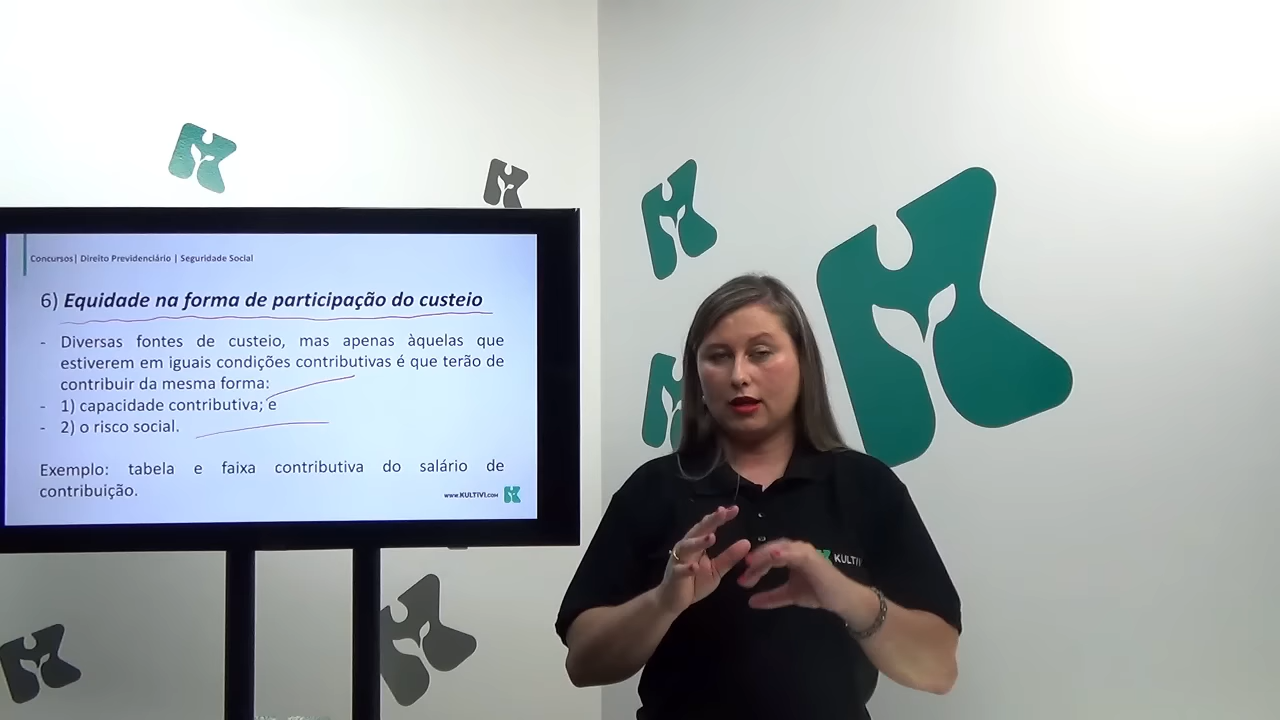 Concursos| Direito Previdenciário | Seguridade Social
6) Equidade na forma de participação do custeio
- Diversas fontes de custeio, mas apenas àquelas que
estiverem em iguais condições contributivas é que terão de
contribuir da mesma forma:
- 1) capacidade contributiva; e
- 2) o risco social.
Exemplo: tabela e faixa contributiva do salário de
contribuição.
www.KULTIVI.COM
KULTIVI